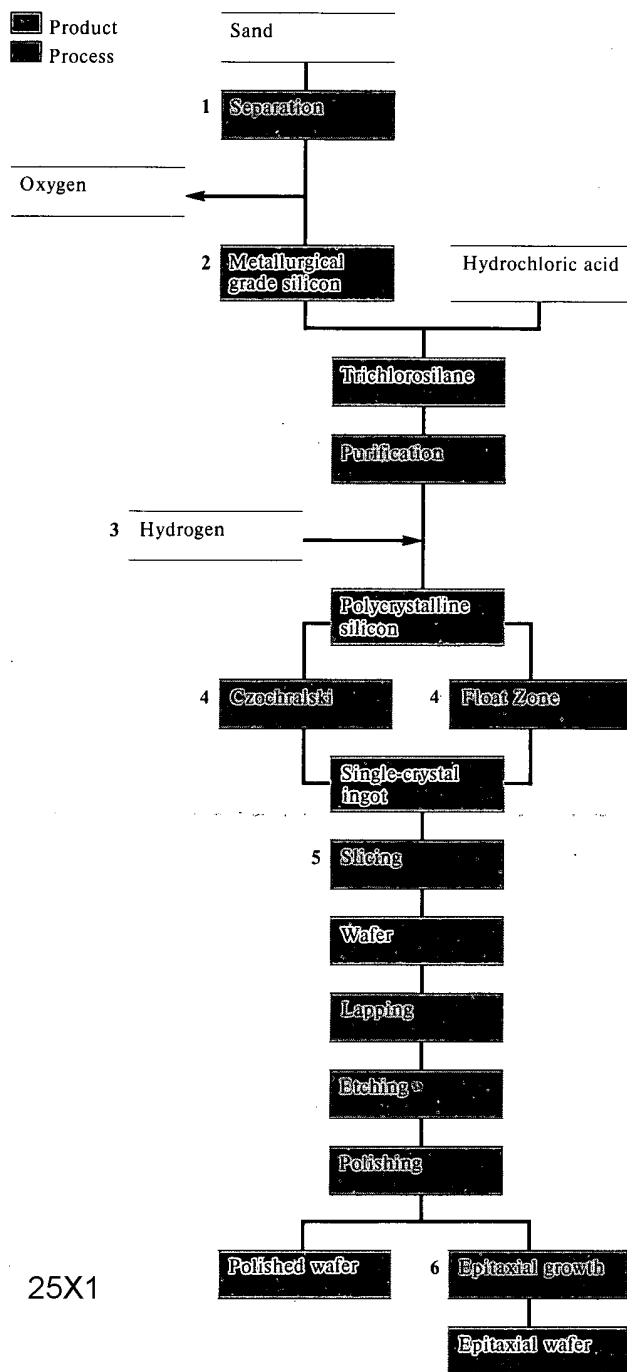 Product
Process
Sand
1 Separation
Oxygen
2 Metallurgical
grade silicon
Hydrochloric acid
Trichlorosilane
Purification
3 Hydrogen
Polycrystalline
silicon
4 Czochralski
4 Float Zone
Single-crystal
ingot
5 Slicing
Wafer
Lapping
Etching
Polishing
Polished wafer
6 Epitaxial growth
Epitaxial wafer
25X1